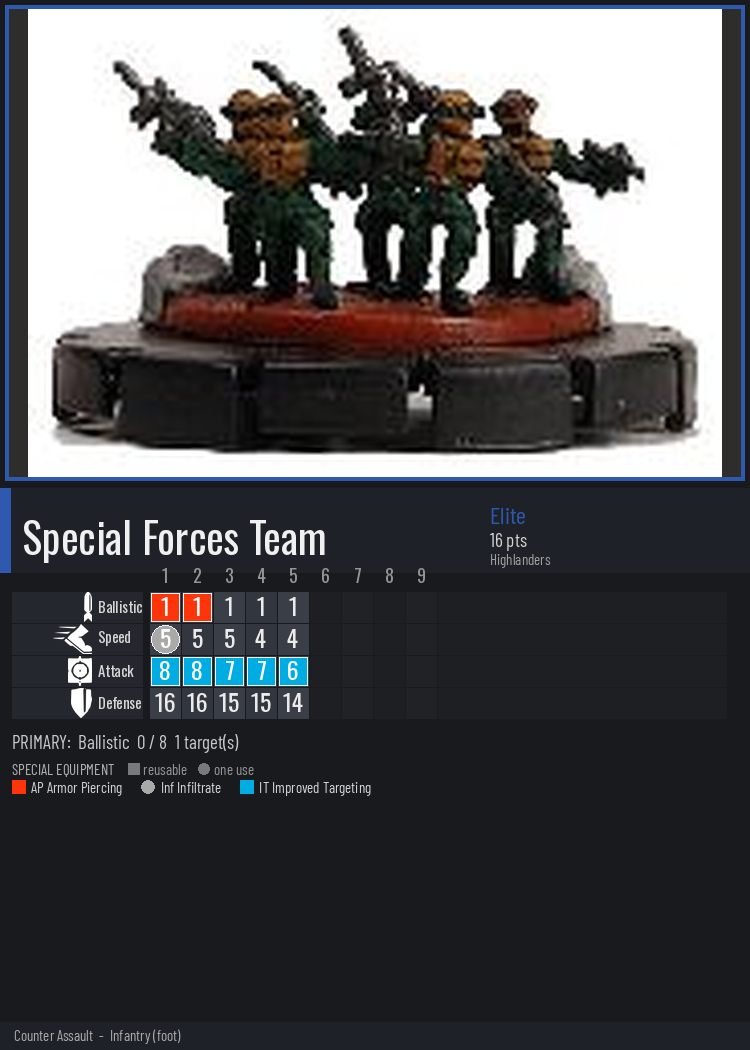 Special Forces Team
Elite
16 pts
Highlanders
1 2 3 4 5 6 7 8 9
Ballistic 1 1 1 1 1
Speed 5 5 5 4 4
Attack 8 8 7 7 6
Defense 16 16 15 15 14
PRIMARY: Ballistic 0 / 8 1 target(s)
SPECIAL EQUIPMENT reusable one use
AP Armor Piercing Inf Infiltrate IT Improved Targeting
Counter Assault - Infantry (foot)